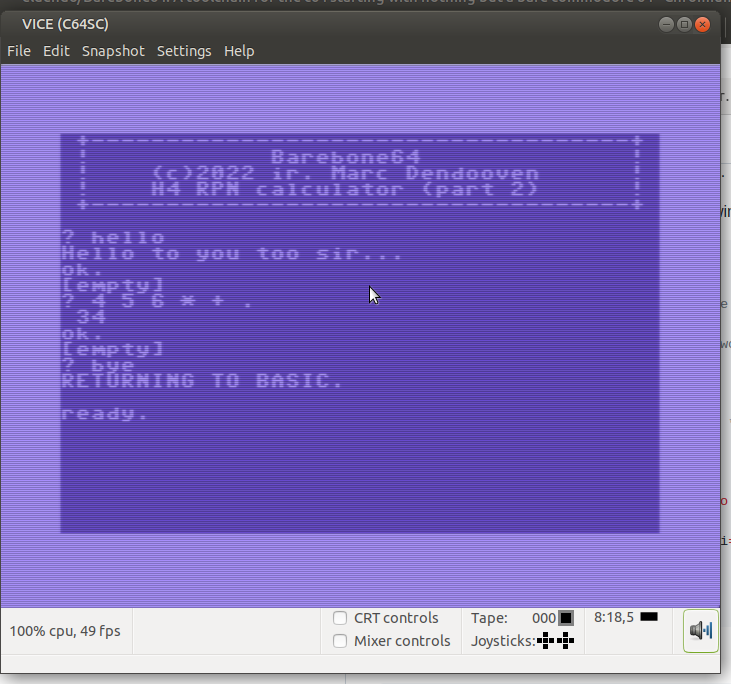 VICE (C64SC)
File Edit Snapshot Settings Help
+-------------------------------------+
! Barebone64 !
! (c)2022 ir. Marc Dendooven !
! H4 RPN calculator (part 2) !
+-------------------------------------+
? hello
Hello to you too sir...
ok.
[empty]
? 4 5 6 * + .
34
ok.
[empty]
? bye
RETURNING TO BASIC.
ready.
100% cpu, 49 fps
CRT controls
Mixer controls
Tape: 000
Joysticks:
8:18,5